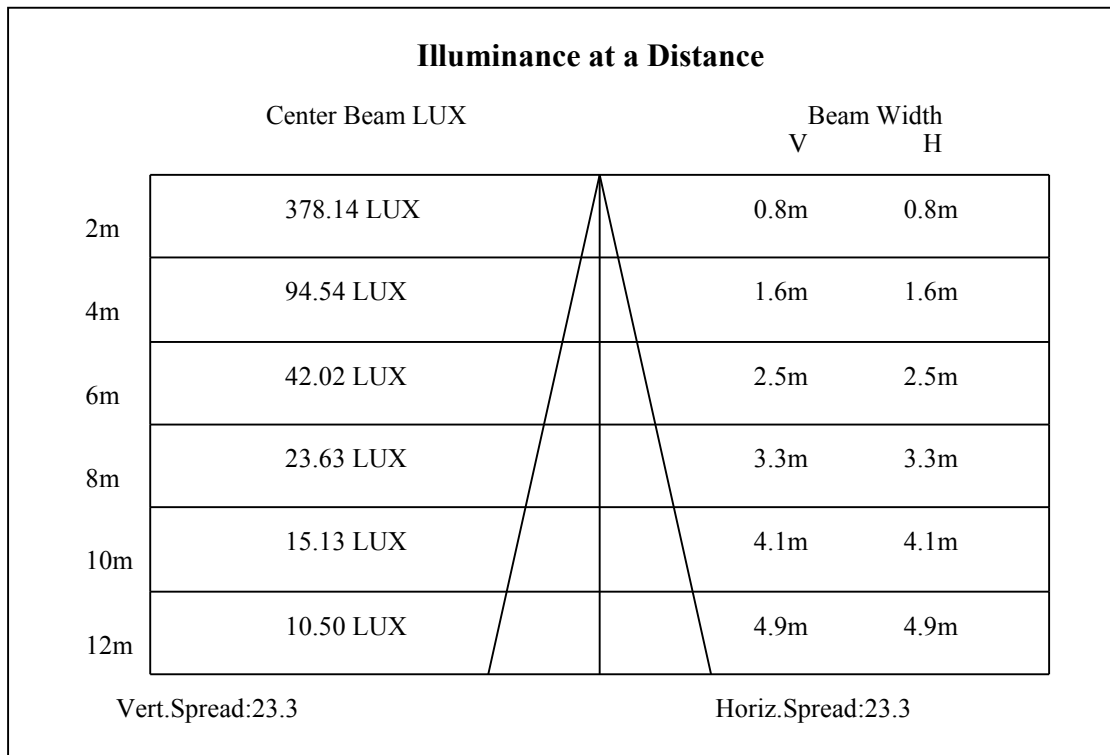 Illuminance at a Distance
Center Beam LUX Beam Width
V H
2m 378.14 LUX 0.8m 0.8m
4m 94.54 LUX 1.6m 1.6m
6m 42.02 LUX 2.5m 2.5m
8m 23.63 LUX 3.3m 3.3m
10m 15.13 LUX 4.1m 4.1m
12m 10.50 LUX 4.9m 4.9m
Vert.Spread:23.3 Horiz.Spread:23.3